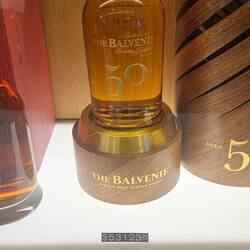 THE BALVENIE
50
THE BALVENIE
SINGLE MALT SCOTCH WHISKY
AGED
5
$53123